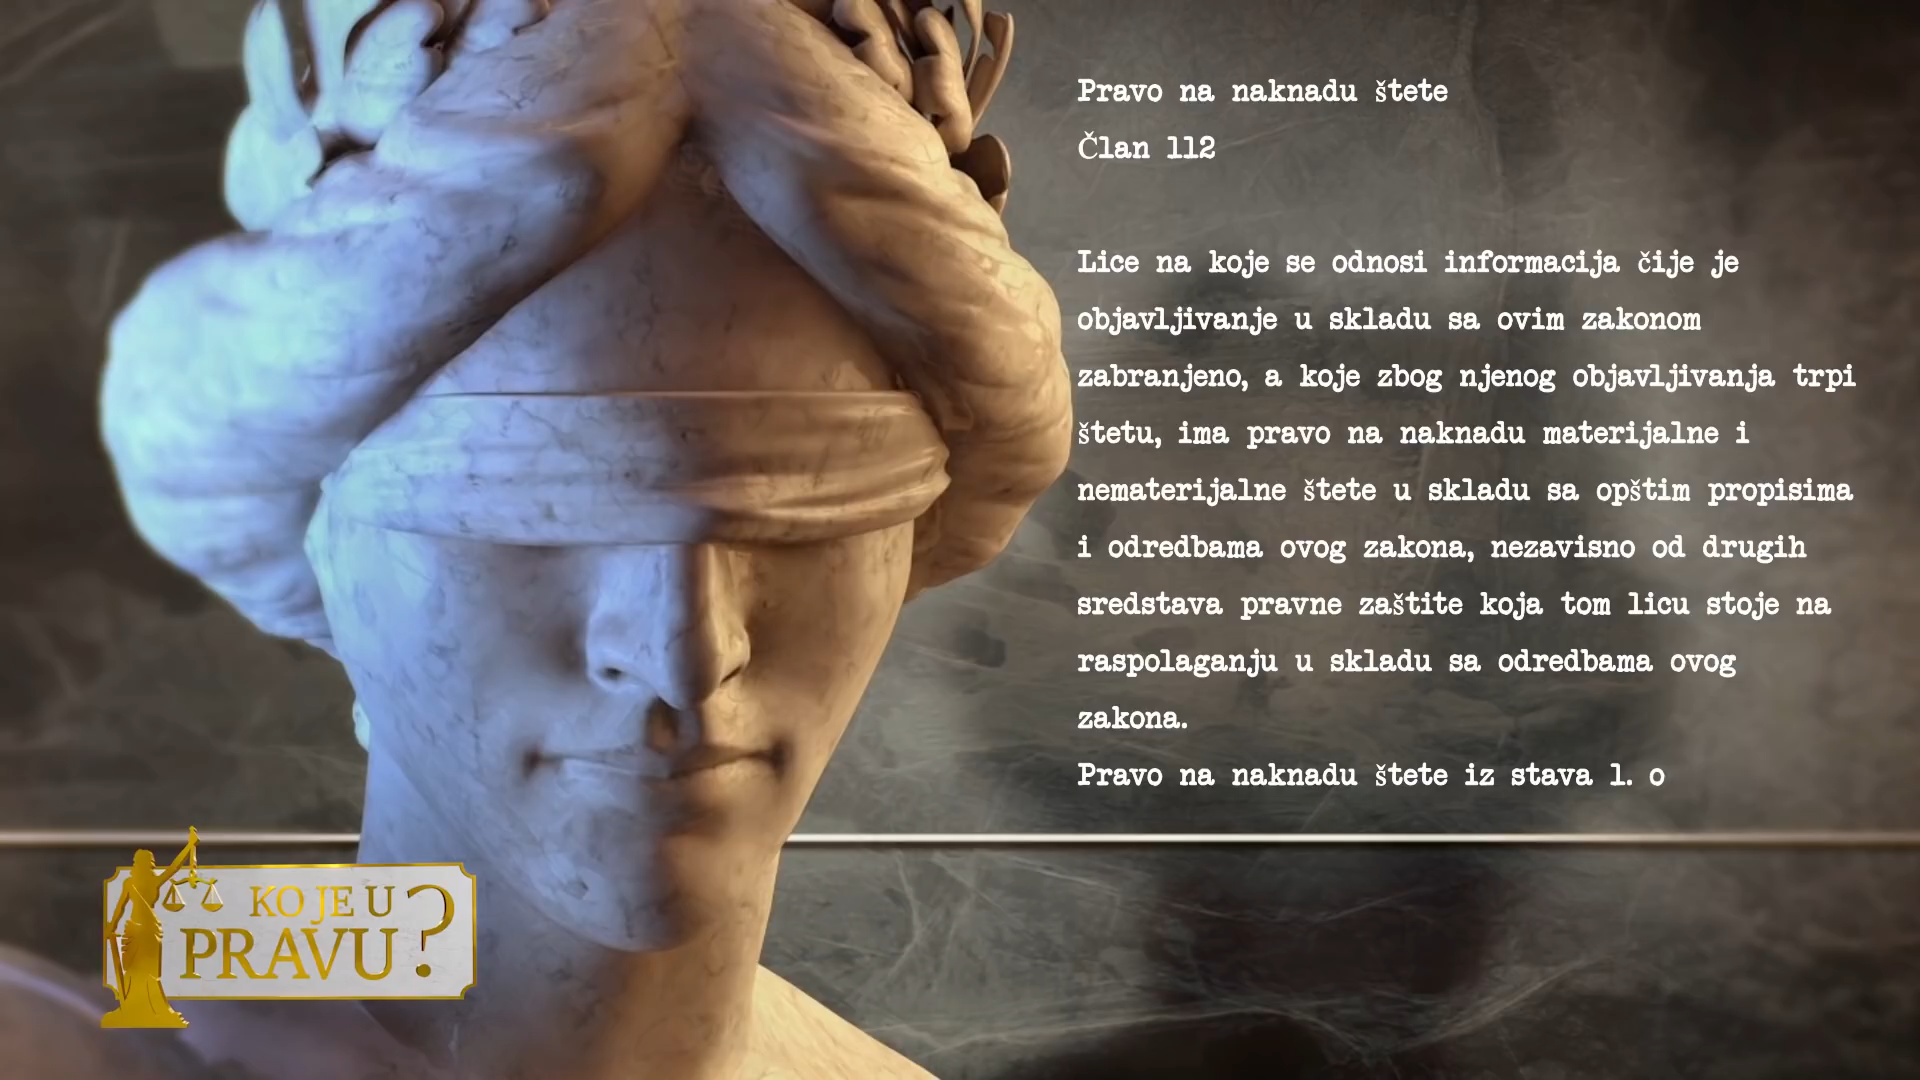 Pravo na naknadu štete
Član 112
Lice na koje se odnosi informacija čije je
objavljivanje u skladu sa ovim zakonom
zabranjeno, a koje zbog njenog objavljivanja trpi
štetu, ima pravo na naknadu materijalne i
nematerijalne štete u skladu sa opštim propisima
i odredbama ovog zakona, nezavisno od drugih
sredstava pravne zaštite koja tom licu stoje na
raspolaganju u skladu sa odredbama ovog
zakona.
Pravo na naknadu štete iz stava 1. o
KO JE U
PRAVU?